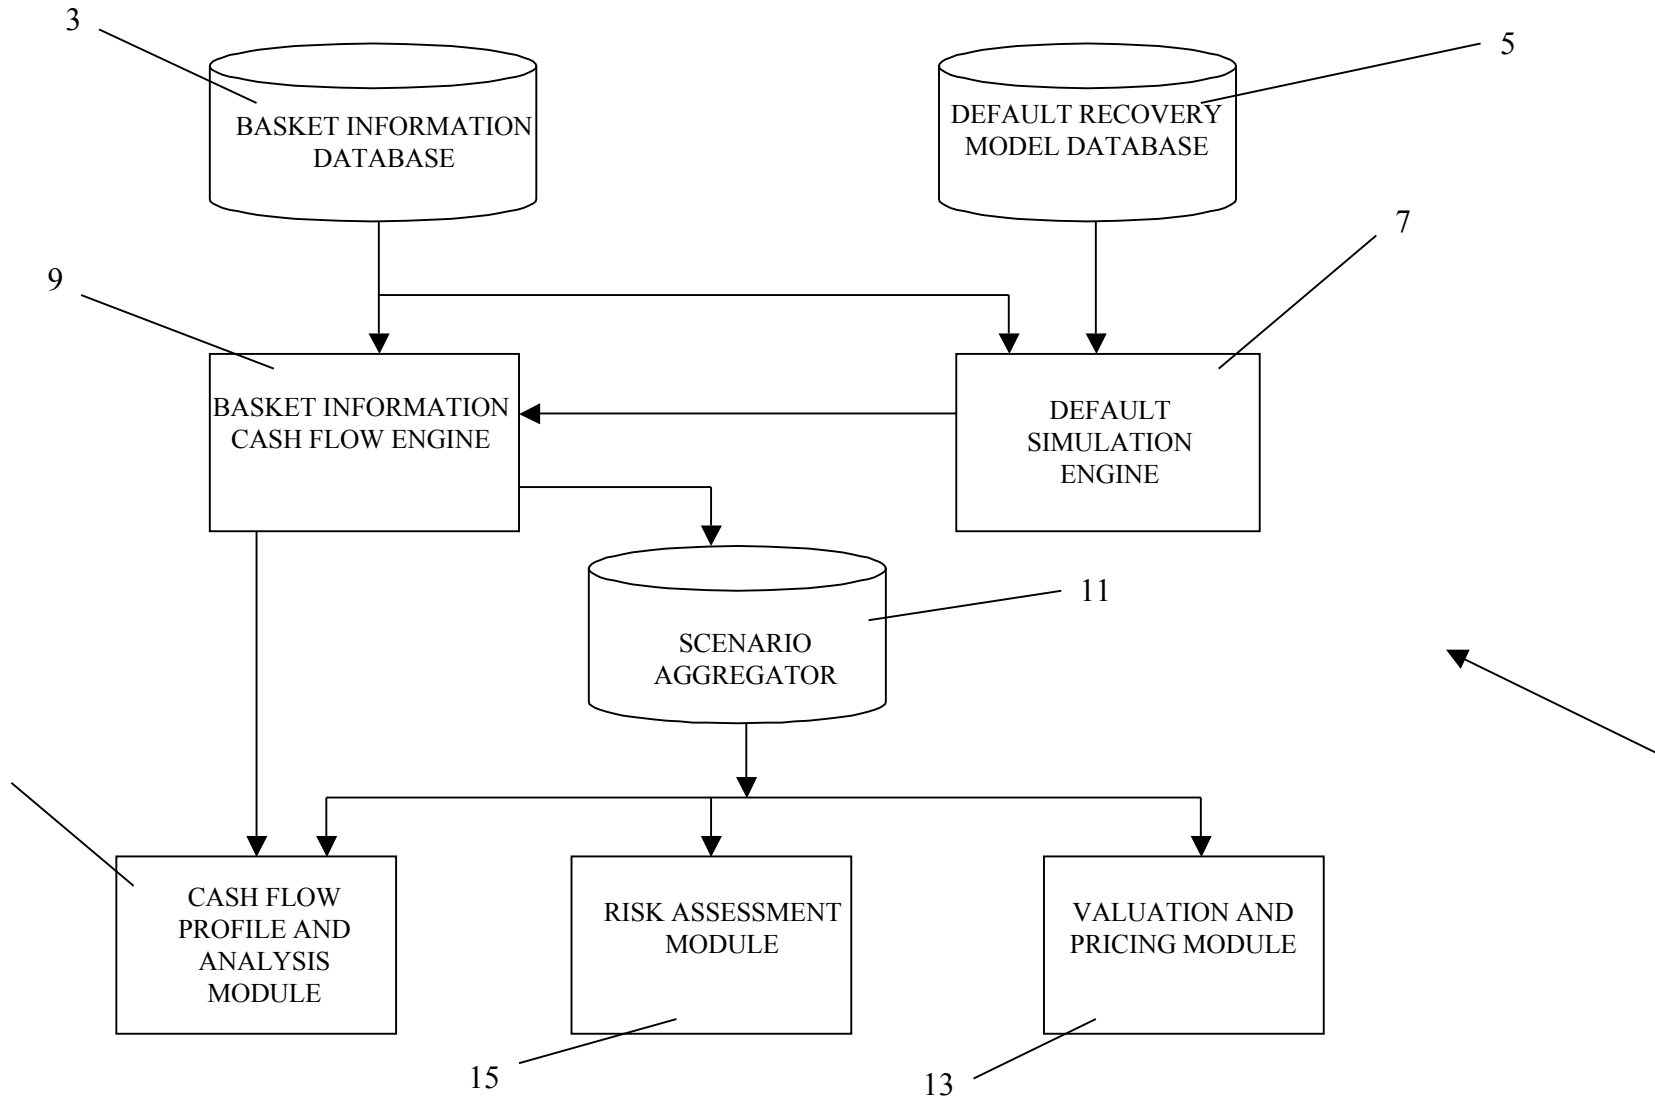 3
5
BASKET INFORMATION
DATABASE
DEFAULT RECOVERY
MODEL DATABASE
7
9
BASKET INFORMATION
CASH FLOW ENGINE
DEFAULT
SIMULATION
ENGINE
11
SCENARIO
AGGREGATOR
CASH FLOW
PROFILE AND
ANALYSIS
MODULE
RISK ASSESSMENT
MODULE
VALUATION AND
PRICING MODULE
15
13